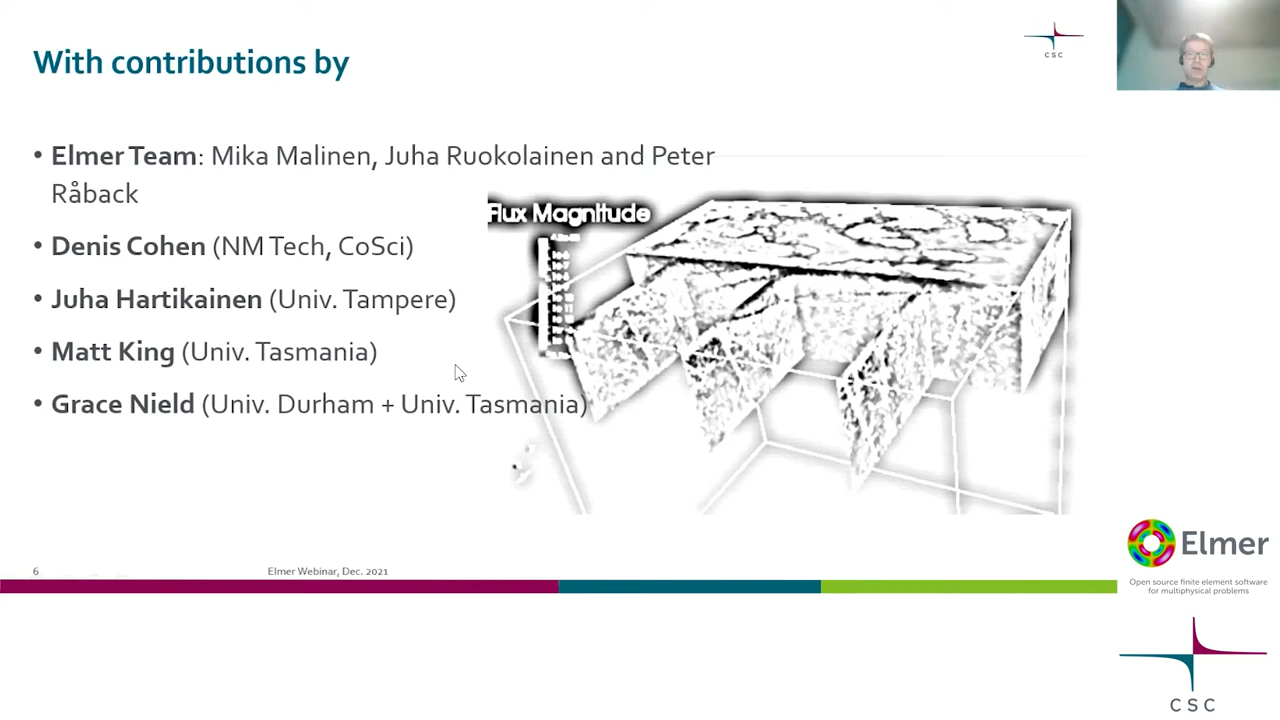 With contributions by
CSC
• Elmer Team: Mika Malinen, Juha Ruokolainen and Peter
Råback
• Denis Cohen (NM Tech, CoSci)
• Juha Hartikainen (Univ. Tampere)
• Matt King (Univ. Tasmania)
• Grace Nield (Univ. Durham + Univ. Tasmania)
Flux Magnitude
6
Elmer Webinar, Dec. 2021
Elmer
Open source finite element software
for multiphysical problems
CSC